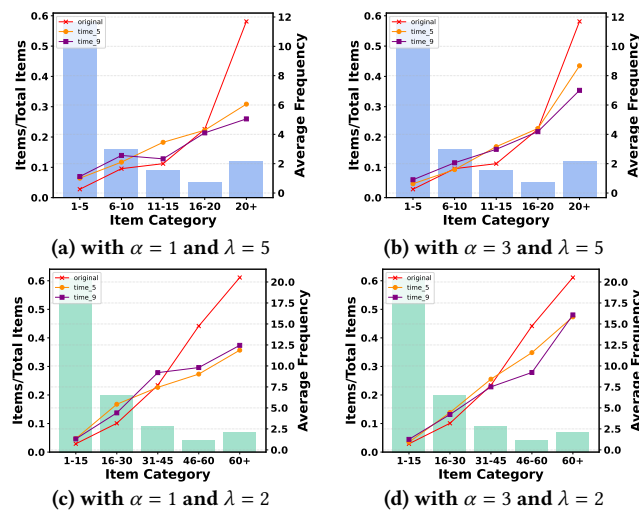 0.6
0.5
0.4
0.3
0.2
0.1
0.0
Items/Total Items
original
time_5
time_9
12
10
8
6
4
2
0
Average Frequency
1-5 6-10 11-15 16-20 20+
Item Category
(a) with α = 1 and λ = 5
0.6
0.5
0.4
0.3
0.2
0.1
0.0
Items/Total Items
original
time_5
time_9
12
10
8
6
4
2
0
Average Frequency
1-5 6-10 11-15 16-20 20+
Item Category
(b) with α = 3 and λ = 5
0.6
0.5
0.4
0.3
0.2
0.1
0.0
Items/Total Items
original
time_5
time_9
20.0
17.5
15.0
12.5
10.0
7.5
5.0
2.5
0.0
Average Frequency
1-15 16-30 31-45 46-60 60+
Item Category
(c) with α = 1 and λ = 2
0.6
0.5
0.4
0.3
0.2
0.1
0.0
Items/Total Items
original
time_5
time_9
20.0
17.5
15.0
12.5
10.0
7.5
5.0
2.5
0.0
Average Frequency
1-15 16-30 31-45 46-60 60+
Item Category
(d) with α = 3 and λ = 2